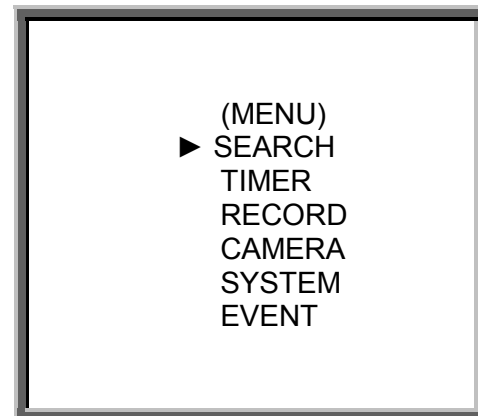 (MENU)
► SEARCH
TIMER
RECORD
CAMERA
SYSTEM
EVENT